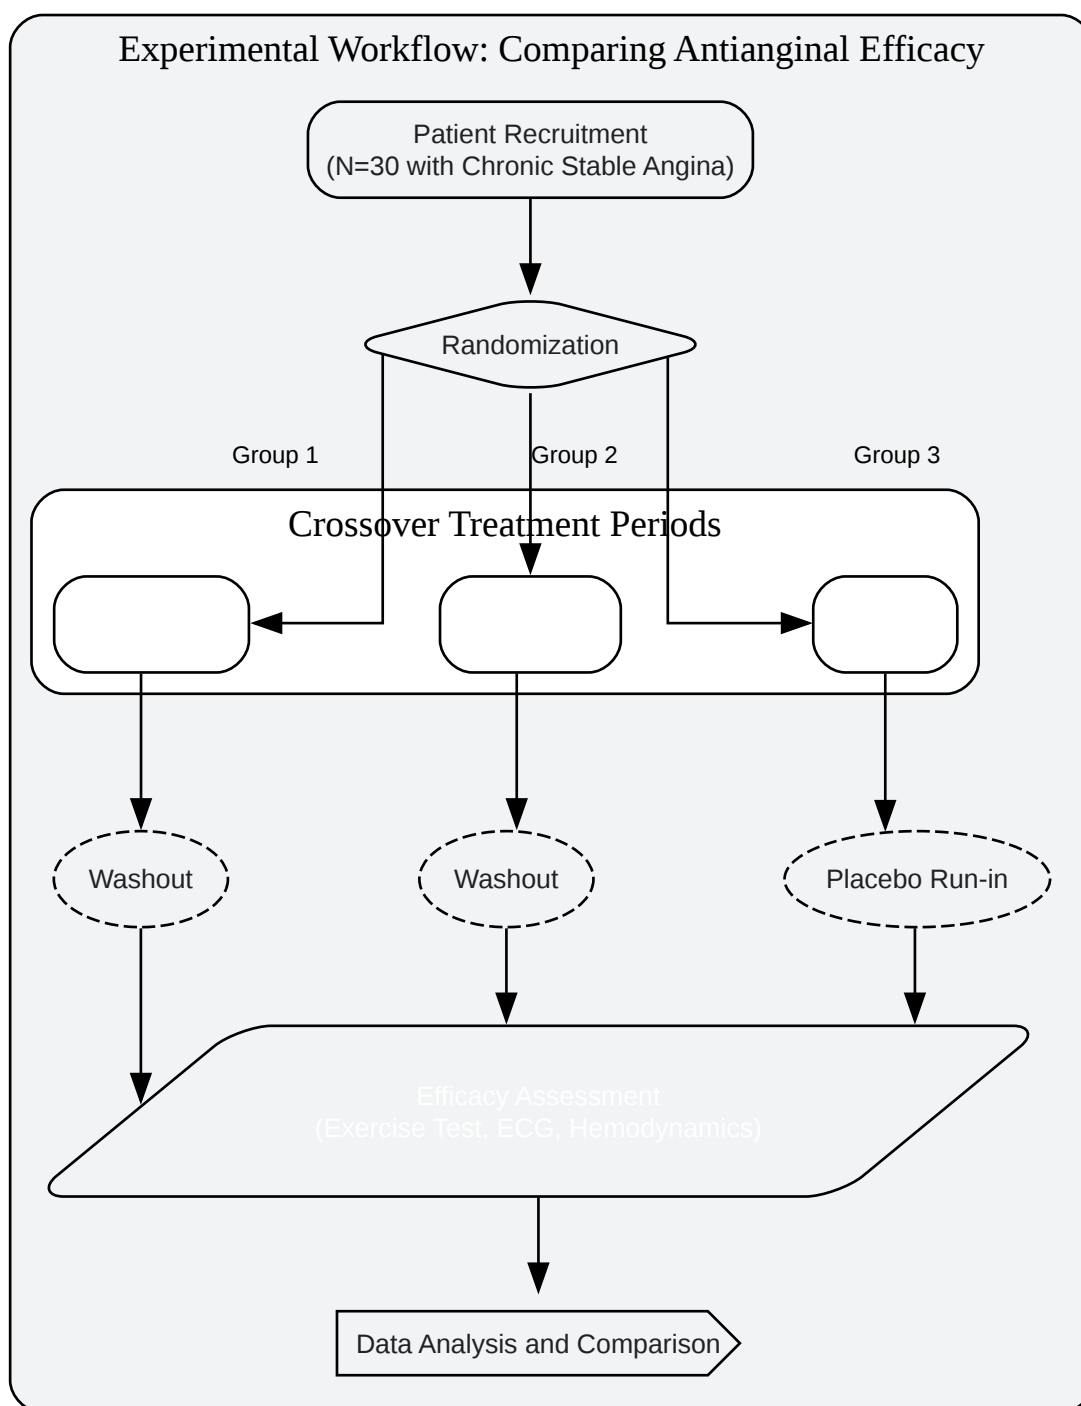 Experimental Workflow: Comparing Antianginal Efficacy
Patient Recruitment
(N=30 with Chronic Stable Angina)
Randomization
Group 1
Group 2
Group 3
Crossover Treatment Periods
Washout
Washout
Placebo Run-in
Efficacy Assessment
(Exercise Test, ECG, Hemodynamics)
Data Analysis and Comparison